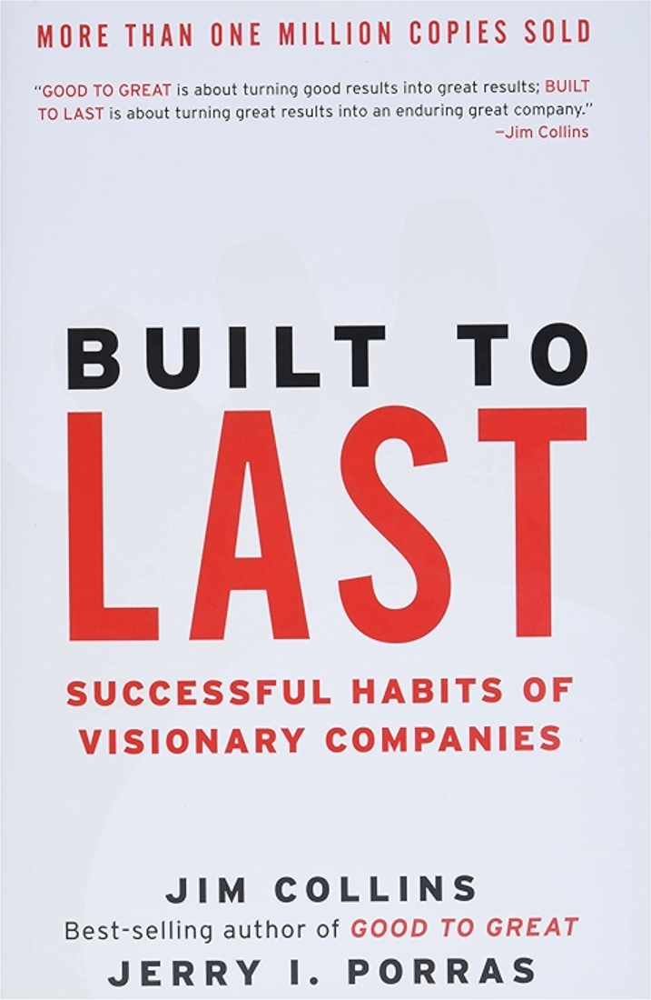 MORE THAN ONE MILLION COPIES SOLD
“GOOD TO GREAT is about turning good results into great results; BUILT
TO LAST is about turning great results into an enduring great company.”
—Jim Collins
BUILT TO
LAST
SUCCESSFUL HABITS OF
VISIONARY COMPANIES
JIM COLLINS
Best-selling author of GOOD TO GREAT
JERRY I. PORRAS